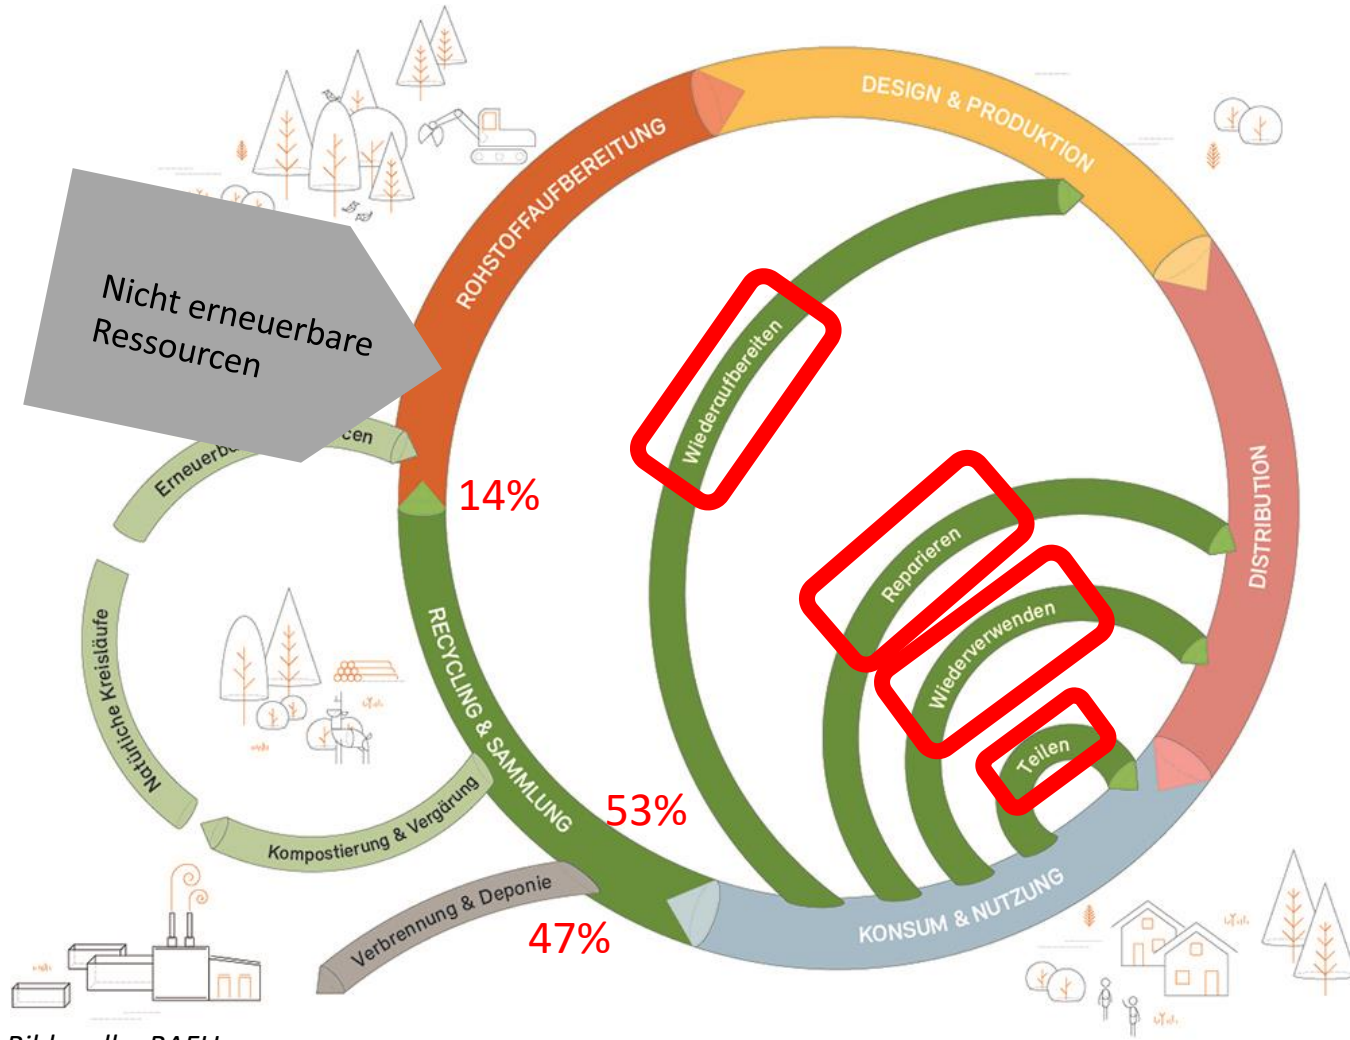 DESIGN & PRODUKTION
ROHSTOFFAUFBEREITUNG
Nicht erneuerbare
Ressourcen
Wiederaufbereiten
14%
Reparieren
DISTRIBUTION
Wiederverwenden
Natürliche Kreisläufe
RECYCLING & SAMMLUNG
Teilen
53%
Kompostierung & Vergärung
Verbrennung & Deponie
47%
KONSUM & NUTZUNG